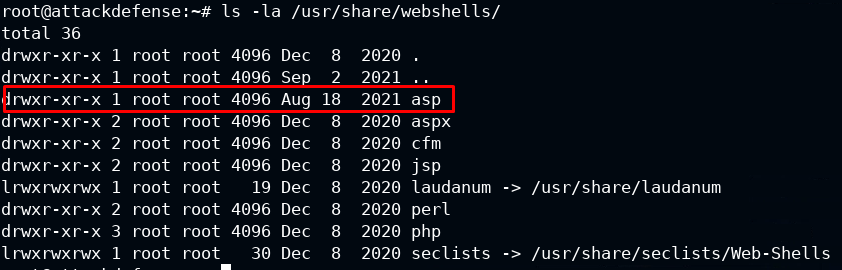 root@attackdefense:~# ls -la /usr/share/webshells/
total 36
drwxr-xr-x 1 root root 4096 Dec  8  2020 .
drwxr-xr-x 1 root root 4096 Sep  2  2021 ..
drwxr-xr-x 1 root root 4096 Aug 18  2021 asp
drwxr-xr-x 2 root root 4096 Dec  8  2020 aspx
drwxr-xr-x 2 root root 4096 Dec  8  2020 cfm
drwxr-xr-x 2 root root 4096 Dec  8  2020 jsp
lrwxrwxrwx 1 root root   19 Dec  8  2020 laudanum -> /usr/share/laudanum
drwxr-xr-x 2 root root 4096 Dec  8  2020 perl
drwxr-xr-x 3 root root 4096 Dec  8  2020 php
lrwxrwxrwx 1 root root   30 Dec  8  2020 seclists -> /usr/share/seclists/Web-Shells